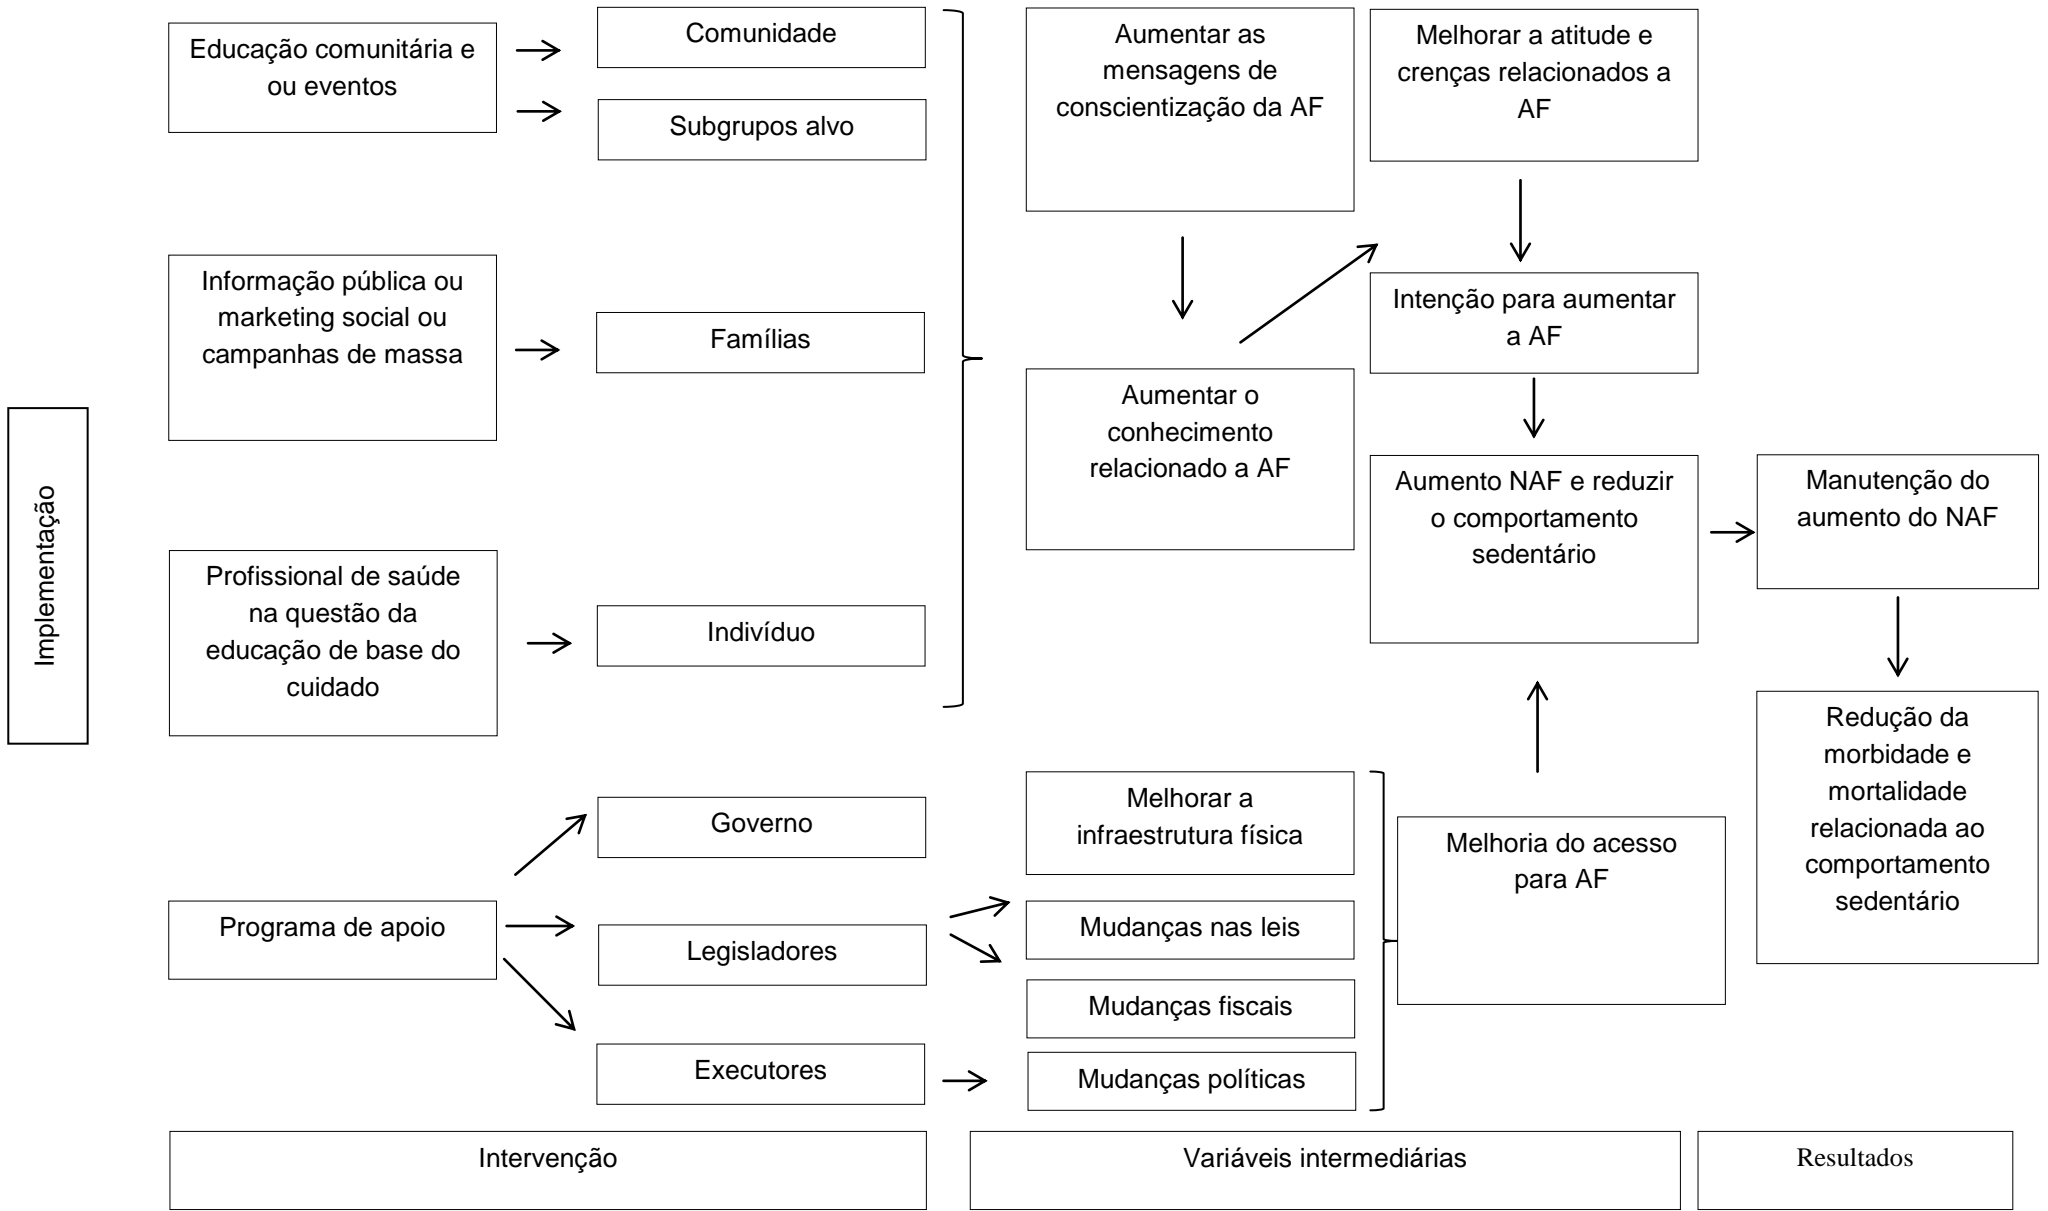 Implementação
Educação comunitária e
ou eventos
Comunidade
Subgrupos alvo
Informação pública ou
marketing social ou
campanhas de massa
Famílias
Profissional de saúde
na questão da
educação de base do
cuidado
Indivíduo
Programa de apoio
Governo
Legisladores
Executores
Aumentar as
mensagens de
conscientização da AF
Aumentar o
conhecimento
relacionado a AF
Melhorar a atitude e
crenças relacionados a
AF
Intenção para aumentar
a AF
Aumento NAF e reduzir
o comportamento
sedentário
Manutenção do
aumento do NAF
Redução da
morbidade e
mortalidade
relacionada ao
comportamento
sedentário
Melhorar a
infraestrutura física
Mudanças nas leis
Mudanças fiscais
Mudanças políticas
Melhoria do acesso
para AF
Intervenção
Variáveis intermediárias
Resultados